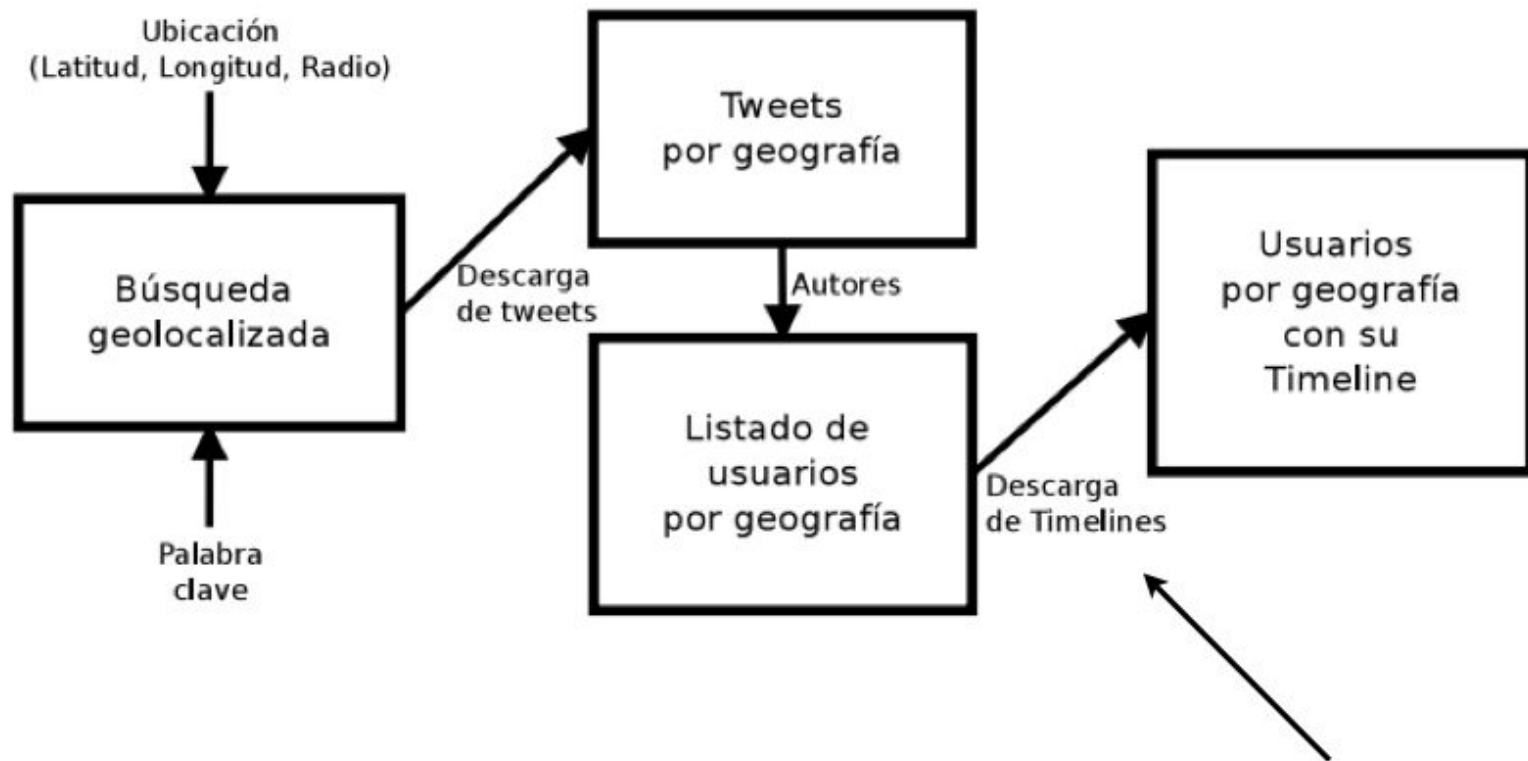 Ubicación
(Latitud, Longitud, Radio)
Búsqueda
geolocalizada
Palabra
clave
Descarga
de tweets
Tweets
por geografía
Autores
Listado de
usuarios
por geografía
Descarga
de Timelines
Usuarios
por geografía
con su
Timeline